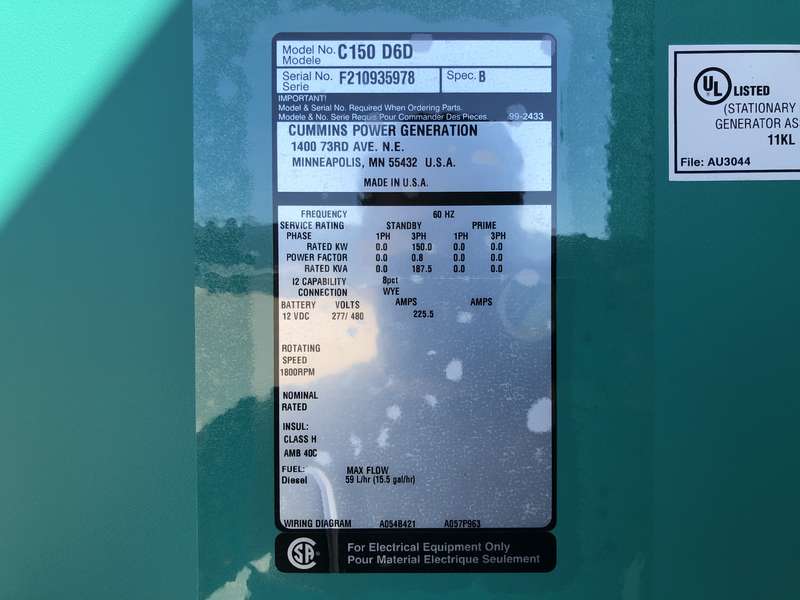 Model No. C150 D6D
Modele
Serial No. F210935978 Spec. B
Serie
IMPORTANT!
Model & Serial No. Required When Ordering Parts.
Modele & No. Serie Requis Pour Commander Des Pieces. 99-2433
CUMMINS POWER GENERATION
1400 73RD AVE. N.E.
MINNEAPOLIS, MN 55432 U.S.A.
MADE IN U.S.A.
FREQUENCY 60 HZ
SERVICE RATING STANDBY PRIME
PHASE 1PH 3PH 1PH 3PH
RATED KW 0.0 150.0 0.0 0.0
POWER FACTOR 0.0 0.8 0.0 0.0
RATED KVA 0.0 187.5 0.0 0.0
I2 CAPABILITY 8pct
CONNECTION WYE
BATTERY VOLTS AMPS AMPS
12 VDC 277/ 480 225.5
ROTATING
SPEED
1800RPM
NOMINAL
RATED
INSUL:
CLASS H
AMB 40C
FUEL: MAX FLOW
Diesel 59 L/hr (15.5 gal/hr)
WIRING DIAGRAM A054B421 A057P963
SA
For Electrical Equipment Only
Pour Material Electrique Seulement
UL LISTED
(STATIONARY
GENERATOR AS
11KL
File: AU3044